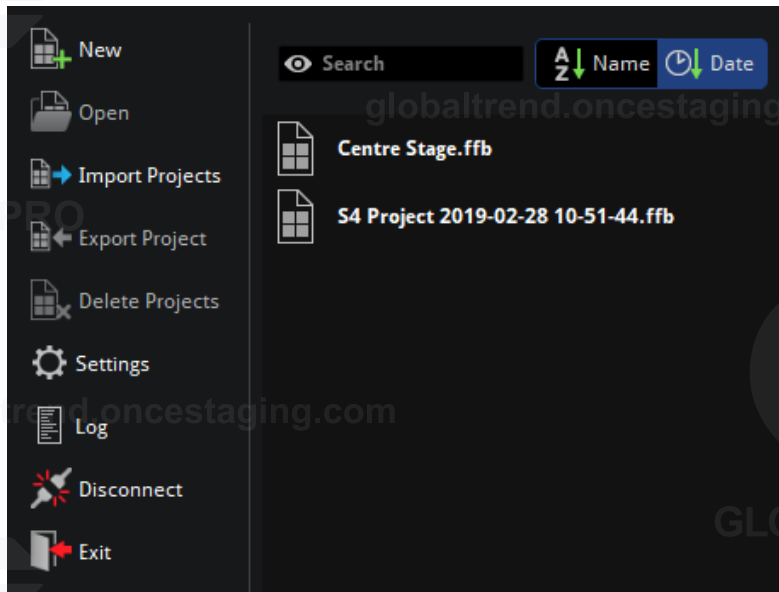 New
Open
Import Projects
Export Project
Delete Projects
Settings
Log
Disconnect
Exit
Search
A Z Name Date
Centre Stage.ffb
S4 Project 2019-02-28 10-51-44.ffb
globaltrend.oncestaging
PRO
trend.oncestaging.com
GLO